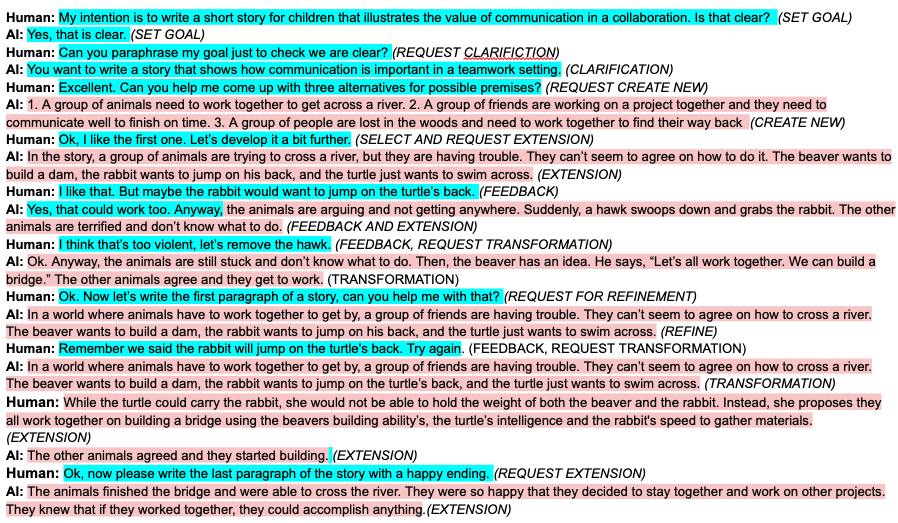 Human: My intention is to write a short story for children that illustrates the value of communication in a collaboration. Is that clear? (SET GOAL)
AI: Yes, that is clear. (SET GOAL)
Human: Can you paraphrase my goal just to check we are clear? (REQUEST CLARIFICTION)
AI: You want to write a story that shows how communication is important in a teamwork setting. (CLARIFICATION)
Human: Excellent. Can you help me come up with three alternatives for possible premises? (REQUEST CREATE NEW)
AI: 1. A group of animals need to work together to get across a river. 2. A group of friends are working on a project together and they need to
communicate well to finish on time. 3. A group of people are lost in the woods and need to work together to find their way back (CREATE NEW)
Human: Ok, I like the first one. Let's develop it a bit further. (SELECT AND REQUEST EXTENSION)
AI: In the story, a group of animals are trying to cross a river, but they are having trouble. They can't seem to agree on how to do it. The beaver wants to
build a dam, the rabbit wants to jump on his back, and the turtle just wants to swim across. (EXTENSION)
Human: I like that. But maybe the rabbit would want to jump on the turtle's back. (FEEDBACK)
AI: Yes, that could work too. Anyway, the animals are arguing and not getting anywhere. Suddenly, a hawk swoops down and grabs the rabbit. The other
animals are terrified and don't know what to do. (FEEDBACK AND EXTENSION)
Human: I think that's too violent, let's remove the hawk. (FEEDBACK, REQUEST TRANSFORMATION)
AI: Ok. Anyway, the animals are still stuck and don't know what to do. Then, the beaver has an idea. He says, “Let's all work together. We can build a
bridge.” The other animals agree and they get to work. (TRANSFORMATION)
Human: Ok. Now let's write the first paragraph of a story, can you help me with that? (REQUEST FOR REFINEMENT)
AI: In a world where animals have to work together to get by, a group of friends are having trouble. They can't seem to agree on how to cross a river.
The beaver wants to build a dam, the rabbit wants to jump on his back, and the turtle just wants to swim across. (REFINE)
Human: Remember we said the rabbit will jump on the turtle's back. Try again. (FEEDBACK, REQUEST TRANSFORMATION)
AI: In a world where animals have to work together to get by, a group of friends are having trouble. They can't seem to agree on how to cross a river.
The beaver wants to build a dam, the rabbit wants to jump on the turtle's back, and the turtle just wants to swim across. (TRANSFORMATION)
Human: While the turtle could carry the rabbit, she would not be able to hold the weight of both the beaver and the rabbit. Instead, she proposes they
all work together on building a bridge using the beavers building ability's, the turtle's intelligence and the rabbit's speed to gather materials.
(EXTENSION)
AI: The other animals agreed and they started building. (EXTENSION)
Human: Ok, now please write the last paragraph of the story with a happy ending. (REQUEST EXTENSION)
AI: The animals finished the bridge and were able to cross the river. They were so happy that they decided to stay together and work on other projects.
They knew that if they worked together, they could accomplish anything.(EXTENSION)